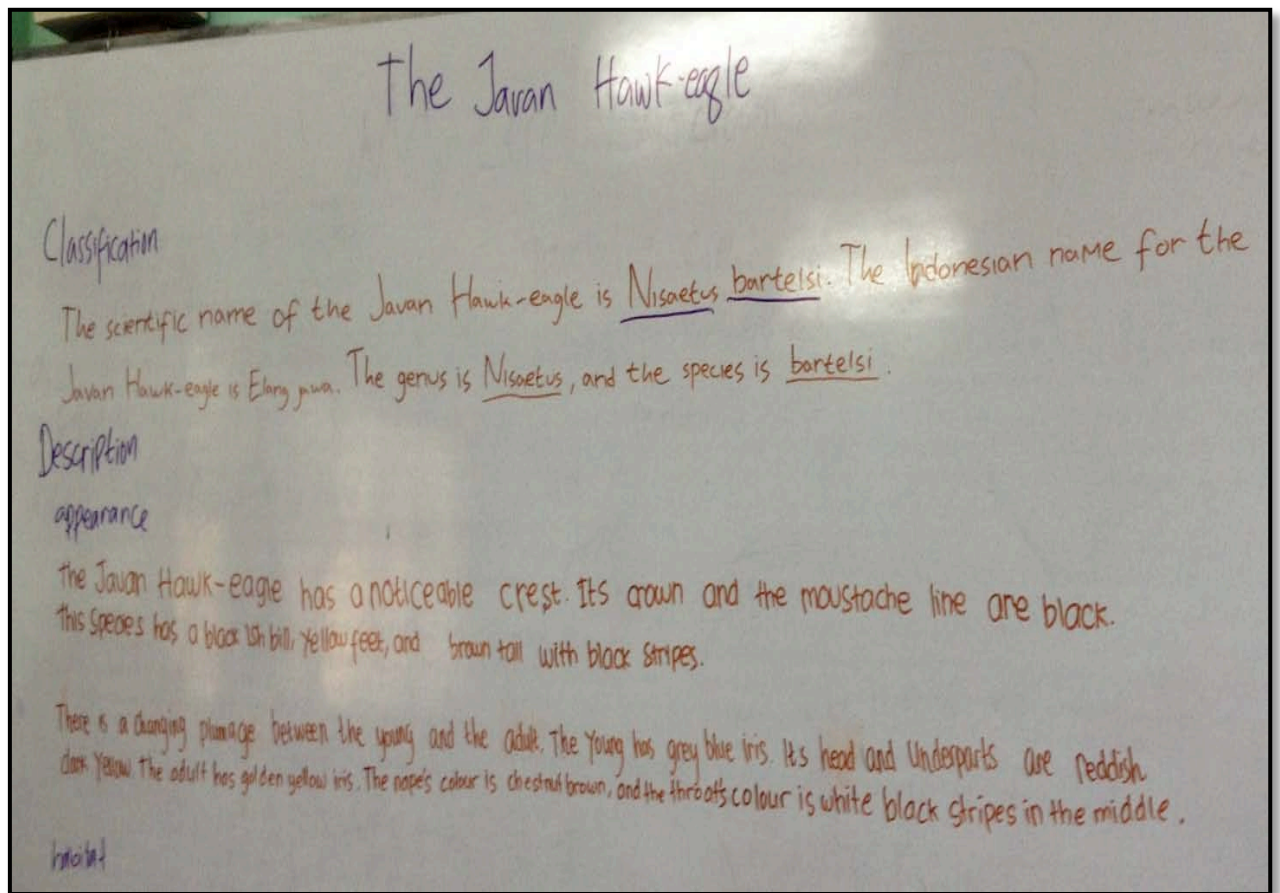 The Javan Hawk-eagle
Classification
The scientific name of the Javan Hawk-eagle is Nisaetus bartelsi. The Indonesian name for the
Javan Hawk-eagle is Elang jawa. The genus is Nisaetus, and the species is bartelsi.
Description
appearance
The Javan Hawk-eagle has a noticeable crest. Its crown and the moustache line are black.
This species has a black ish bill, yellow feet, and brown tail with black stripes.
There is a changing plumage between the young and the adult. The young has grey blue iris. Its head and Underparts are reddish
dark yellow. The adult has golden yellow iris. The nape's colour is chestnut brown, and the throat's colour is white black stripes in the middle.
habitat